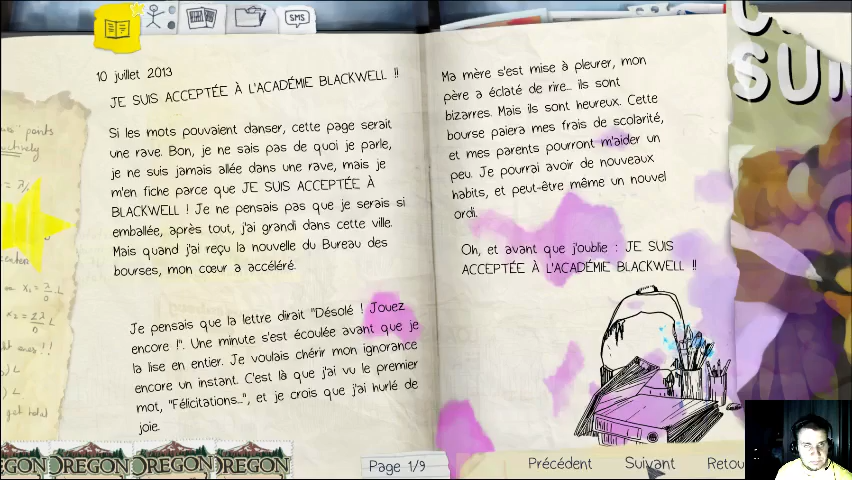 SMS
10 juillet 2013
JE SUIS ACCEPTÉE À L'ACADÉMIE BLACKWELL !!
Si les mots pouvaient danser, cette page serait
une rave. Bon, je ne sais pas de quoi je parle,
je ne suis jamais allée dans une rave, mais je
m'en fiche parce que JE SUIS ACCEPTÉE À
BLACKWELL ! Je ne pensais pas que je serais si
emballée, après tout, j'ai grandi dans cette ville.
Mais quand j'ai reçu la nouvelle du Bureau des
bourses, mon cœur a accéléré.
Je pensais que la lettre dirait "Désolé ! Jouez
encore !". Une minute s'est écoulée avant que je
la lise en entier. Je voulais chérir mon ignorance
encore un instant. C'est là que j'ai vu le premier
mot, "Félicitations...", et je crois que j'ai hurlé de
joie.
Ma mère s'est mise à pleurer, mon
père a éclaté de rire... ils sont
bizarres. Mais ils sont heureux. Cette
bourse paiera mes frais de scolarité,
et mes parents pourront m'aider un
peu. Je pourrai avoir de nouveaux
habits, et peut-être même un nouvel
ordi.
Oh, et avant que j'oublie : JE SUIS
ACCEPTÉE À L'ACADÉMIE BLACKWELL !!
OREGON OREGON OREGON
Page 1/9
Précédent Suivant Retou